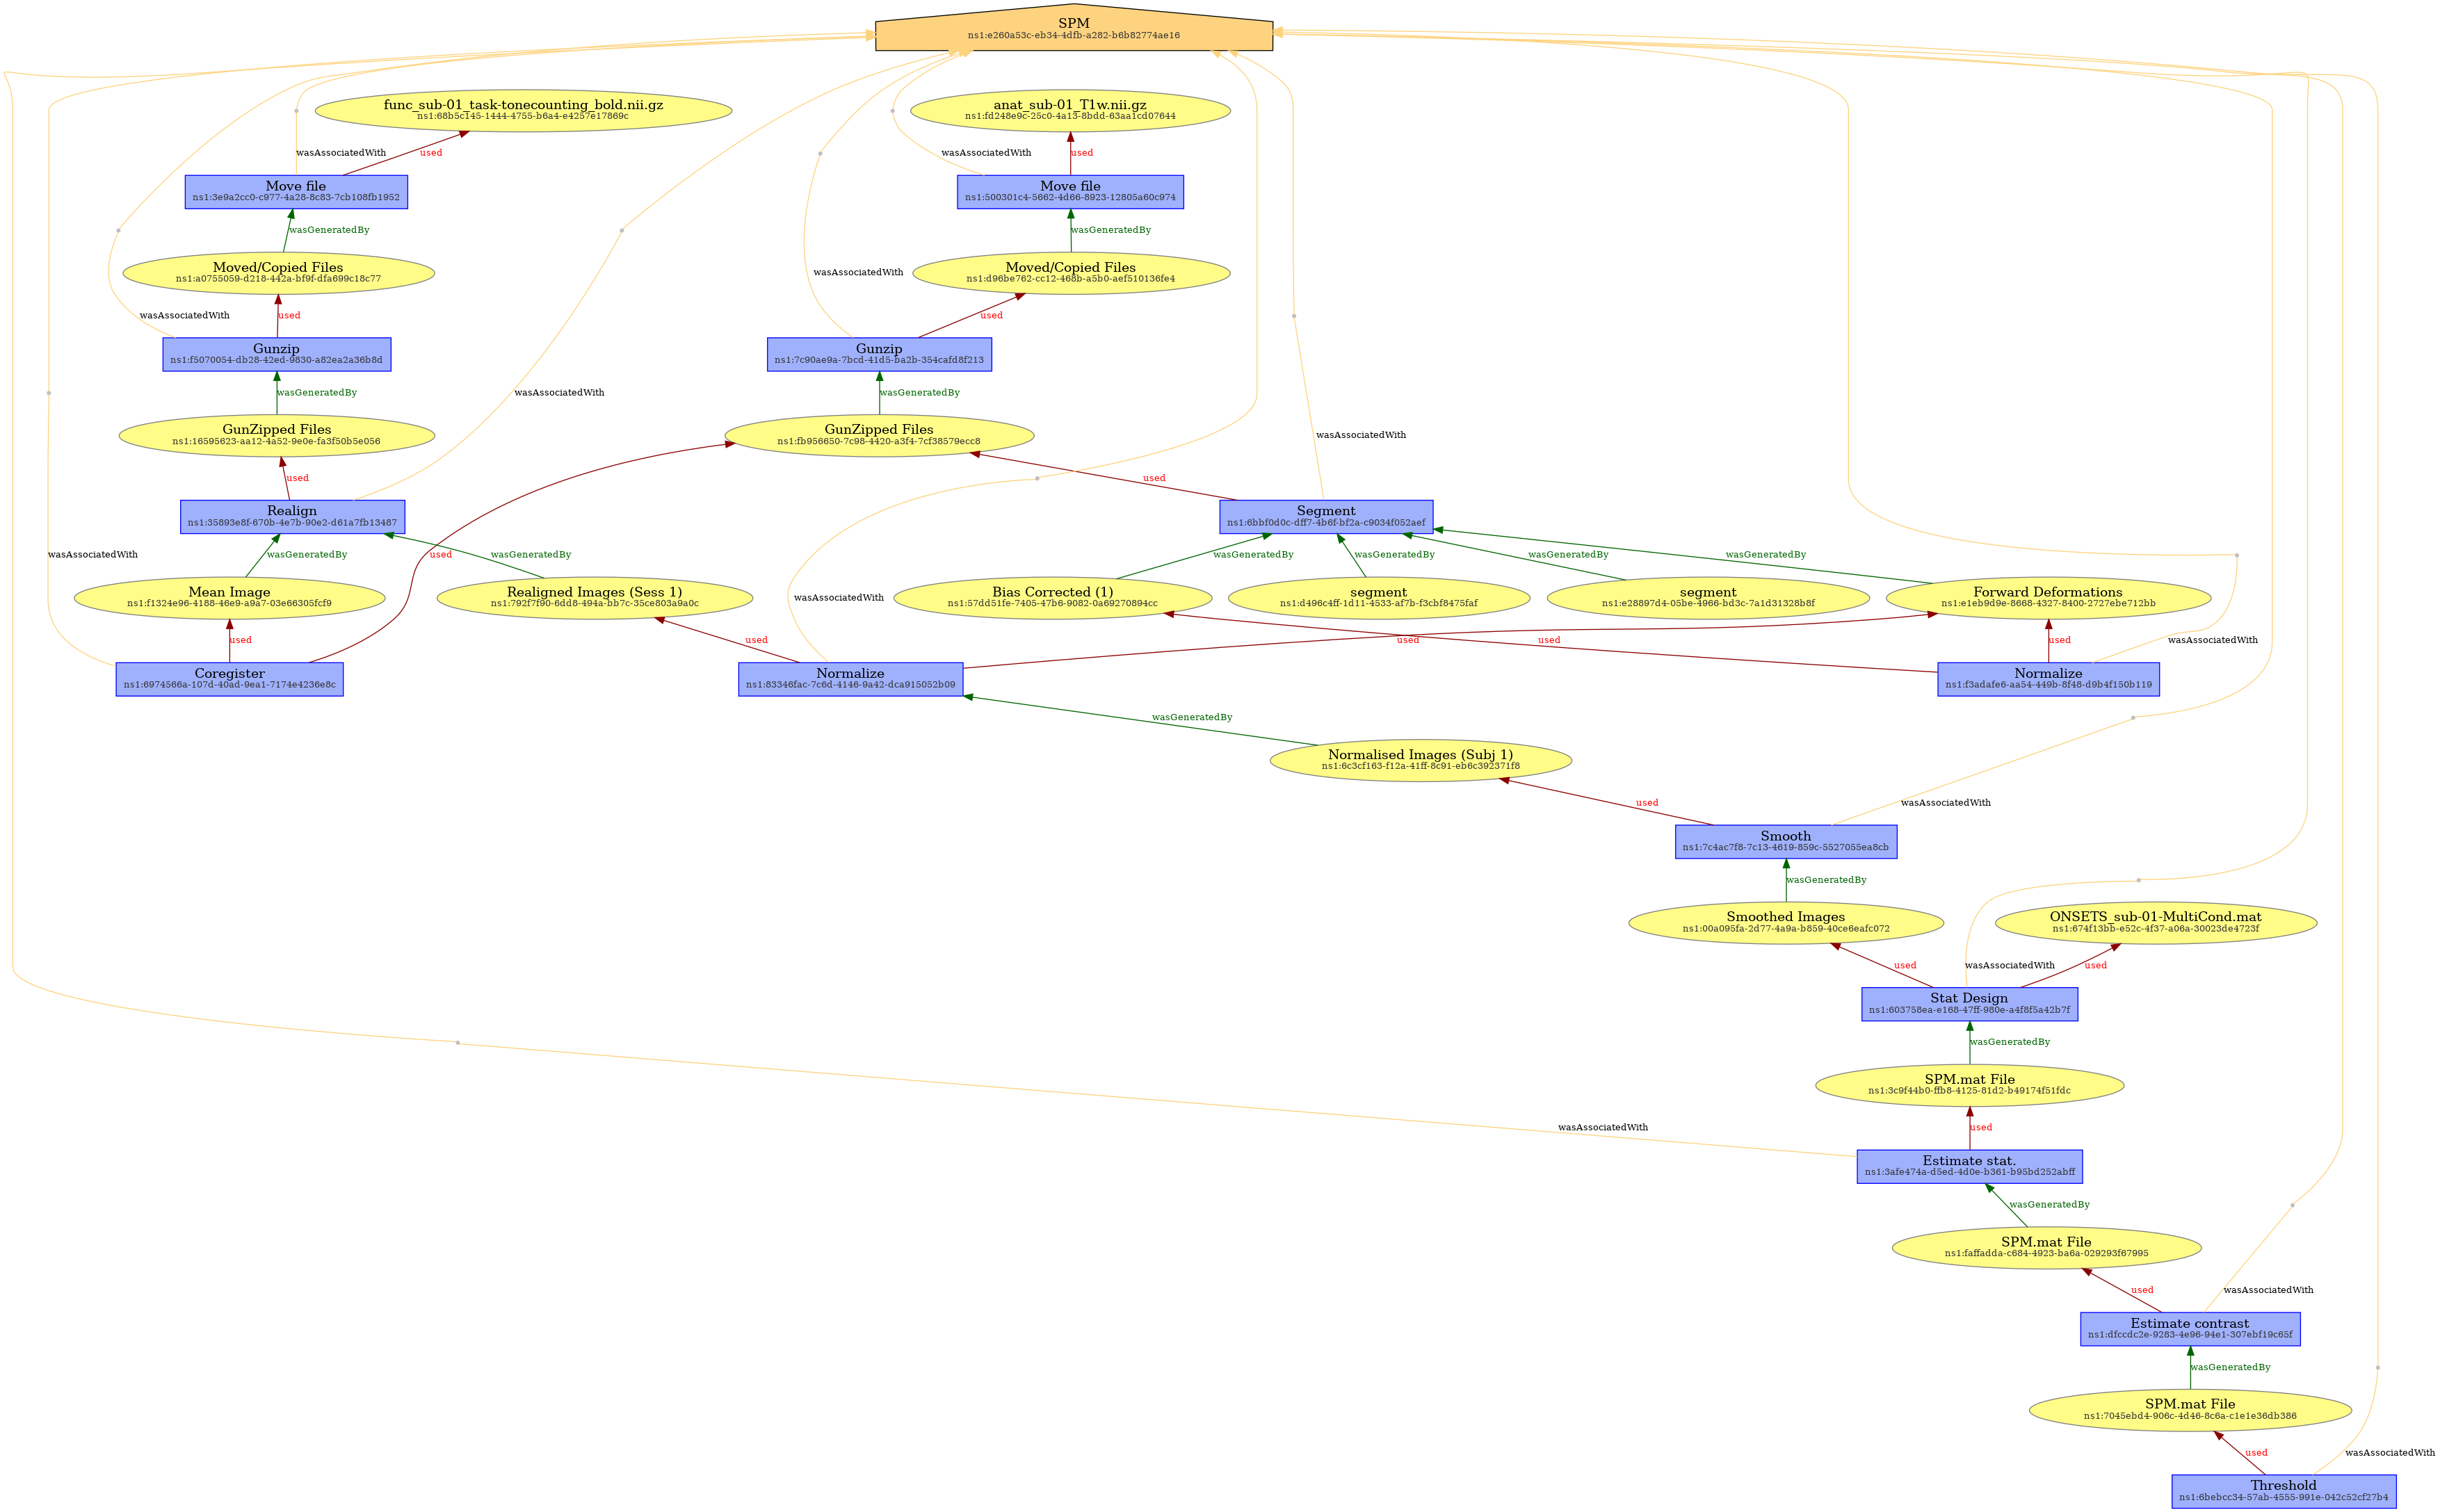 SPM
ns1:e260a53c-eb34-4dfb-a282-b6b82774ae16
func_sub-01_task-tonecounting_bold.nii.gz
ns1:68b5c145-1444-4755-b6a4-e4257e17869c
anat_sub-01_T1w.nii.gz
ns1:fd248e9c-25c0-4a13-8bdd-63aa1cd07644
wasAssociatedWith
used
wasAssociatedWith
used
Move file
ns1:3e9a2cc0-c977-4a28-8c83-7cb108fb1952
Move file
ns1:500301c4-5662-4d66-8923-12805a60c974
wasGeneratedBy
wasGeneratedBy
Moved/Copied Files
ns1:a0755059-d218-442a-bf9f-dfa699c18c77
wasAssociatedWith
Moved/Copied Files
ns1:d96be762-cc12-468b-a5b0-aef510136fe4
wasAssociatedWith
used
used
Gunzip
ns1:f5070054-db28-42ed-9830-a82ea2a36b8d
Gunzip
ns1:7c90ae9a-7bcd-41d5-ba2b-354cafd8f213
wasGeneratedBy
wasAssociatedWith
wasGeneratedBy
GunZipped Files
ns1:16595623-aa12-4a52-9e0e-fa3f50b5e056
GunZipped Files
ns1:fb956650-7c98-4420-a3f4-7cf38579ecc8
wasAssociatedWith
used
used
Realign
ns1:35893e8f-670b-4e7b-90e2-d61a7fb13487
Segment
ns1:6bbf0d0c-dff7-4b6f-bf2a-c9034f052aef
wasAssociatedWith
wasGeneratedBy
used
wasGeneratedBy
wasGeneratedBy
wasGeneratedBy
wasGeneratedBy
wasGeneratedBy
Mean Image
ns1:f1324e96-4188-46e9-a9a7-03e66305fcf9
Realigned Images (Sess 1)
ns1:792f7f90-6dd8-494a-bb7c-35ce803a9a0c
wasAssociatedWith
Bias Corrected (1)
ns1:57dd51fe-7405-47b6-9082-0a69270894cc
segment
ns1:d496c4ff-1d11-4533-af7b-f3cbf8475faf
segment
ns1:e28897d4-05be-4966-bd3c-7a1d31328b8f
Forward Deformations
ns1:e1eb9d9e-8668-4327-8400-2727ebe712bb
used
used
used
used
used
wasAssociatedWith
Coregister
ns1:6974566a-107d-40ad-9ea1-7174e4236e8c
Normalize
ns1:83346fac-7c6d-4146-9a42-dca915052b09
Normalize
ns1:f3adafe6-aa54-449b-8f48-d9b4f150b119
wasGeneratedBy
Normalised Images (Subj 1)
ns1:6c3cf163-f12a-41ff-8c91-eb6c392371f8
used
wasAssociatedWith
Smooth
ns1:7c4ac7f8-7c13-4619-859c-5527055ea8cb
wasGeneratedBy
Smoothed Images
ns1:00a095fa-2d77-4a9a-b859-40ce6eafc072
ONSETS_sub-01-MultiCond.mat
ns1:674f13bb-e52c-4f37-a06a-30023de4723f
used
wasAssociatedWith
used
Stat Design
ns1:603758ea-e168-47ff-980e-a4f8f5a42b7f
wasGeneratedBy
SPM.mat File
ns1:3c9f44b0-ffb8-4125-81d2-b49174f51fdc
wasAssociatedWith
used
Estimate stat.
ns1:3afe474a-d5ed-4d0e-b361-b95bd252abff
wasGeneratedBy
SPM.mat File
ns1:faffadda-c684-4923-ba6a-029293f67995
used
wasAssociatedWith
Estimate contrast
ns1:dfccdc2e-9283-4e96-94e1-307ebf19c65f
wasGeneratedBy
SPM.mat File
ns1:7045ebd4-906c-4d46-8c6a-c1e1e36db386
used
wasAssociatedWith
Threshold
ns1:6bebcc34-57ab-4555-991e-042c52cf27b4